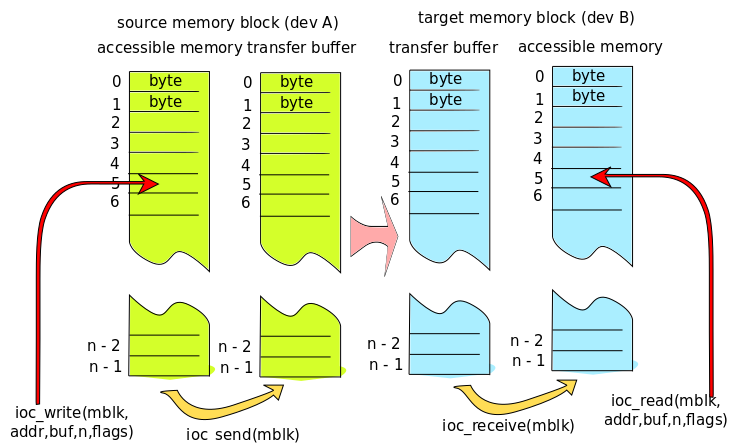 source memory block (dev A)
target memory block (dev B)
accessible memory
transfer buffer
transfer buffer
accessible memory
0
byte
1
byte
2
3
4
5
6
n - 2
n - 1
0
byte
1
byte
2
3
4
5
6
n - 2
n - 1
0
byte
1
byte
2
3
4
5
6
n - 2
n - 1
0
byte
1
byte
2
3
4
5
6
n - 2
n - 1
ioc_write(mblk,
addr,buf,n,flags)
ioc_send(mblk)
ioc_receive(mblk)
ioc_read(mblk,
addr,buf,n,flags)